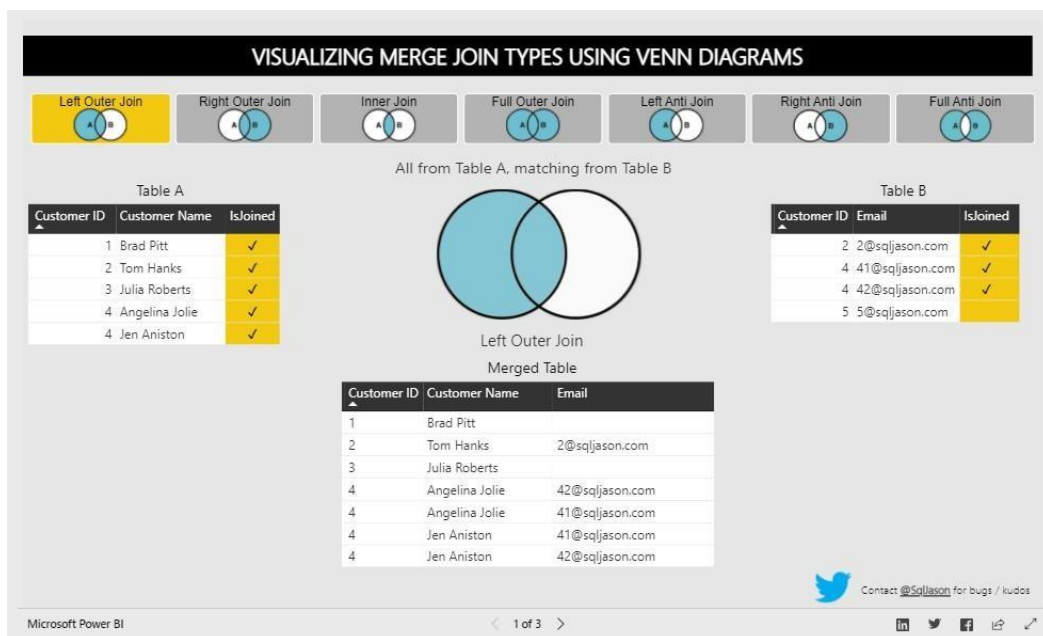 VISUALIZING MERGE JOIN TYPES USING VENN DIAGRAMS
Left Outer Join Right Outer Join Inner Join Full Outer Join Left Anti Join Right Anti Join Full Anti Join
A B A B A B A B A B A B A B
All from Table A, matching from Table B
Table A
Customer ID Customer Name IsJoined
1 Brad Pitt ✓
2 Tom Hanks ✓
3 Julia Roberts ✓
4 Angelina Jolie ✓
4 Jen Aniston ✓
Table B
Customer ID Email IsJoined
2 2@sqljason.com ✓
4 41@sqljason.com ✓
4 42@sqljason.com ✓
5 5@sqljason.com
Left Outer Join
Merged Table
Customer ID Customer Name Email
1 Brad Pitt
2 Tom Hanks 2@sqljason.com
3 Julia Roberts
4 Angelina Jolie 42@sqljason.com
4 Angelina Jolie 41@sqljason.com
4 Jen Aniston 41@sqljason.com
4 Jen Aniston 42@sqljason.com
Contact @SqlJason for bugs / kudos
Microsoft Power BI 1 of 3